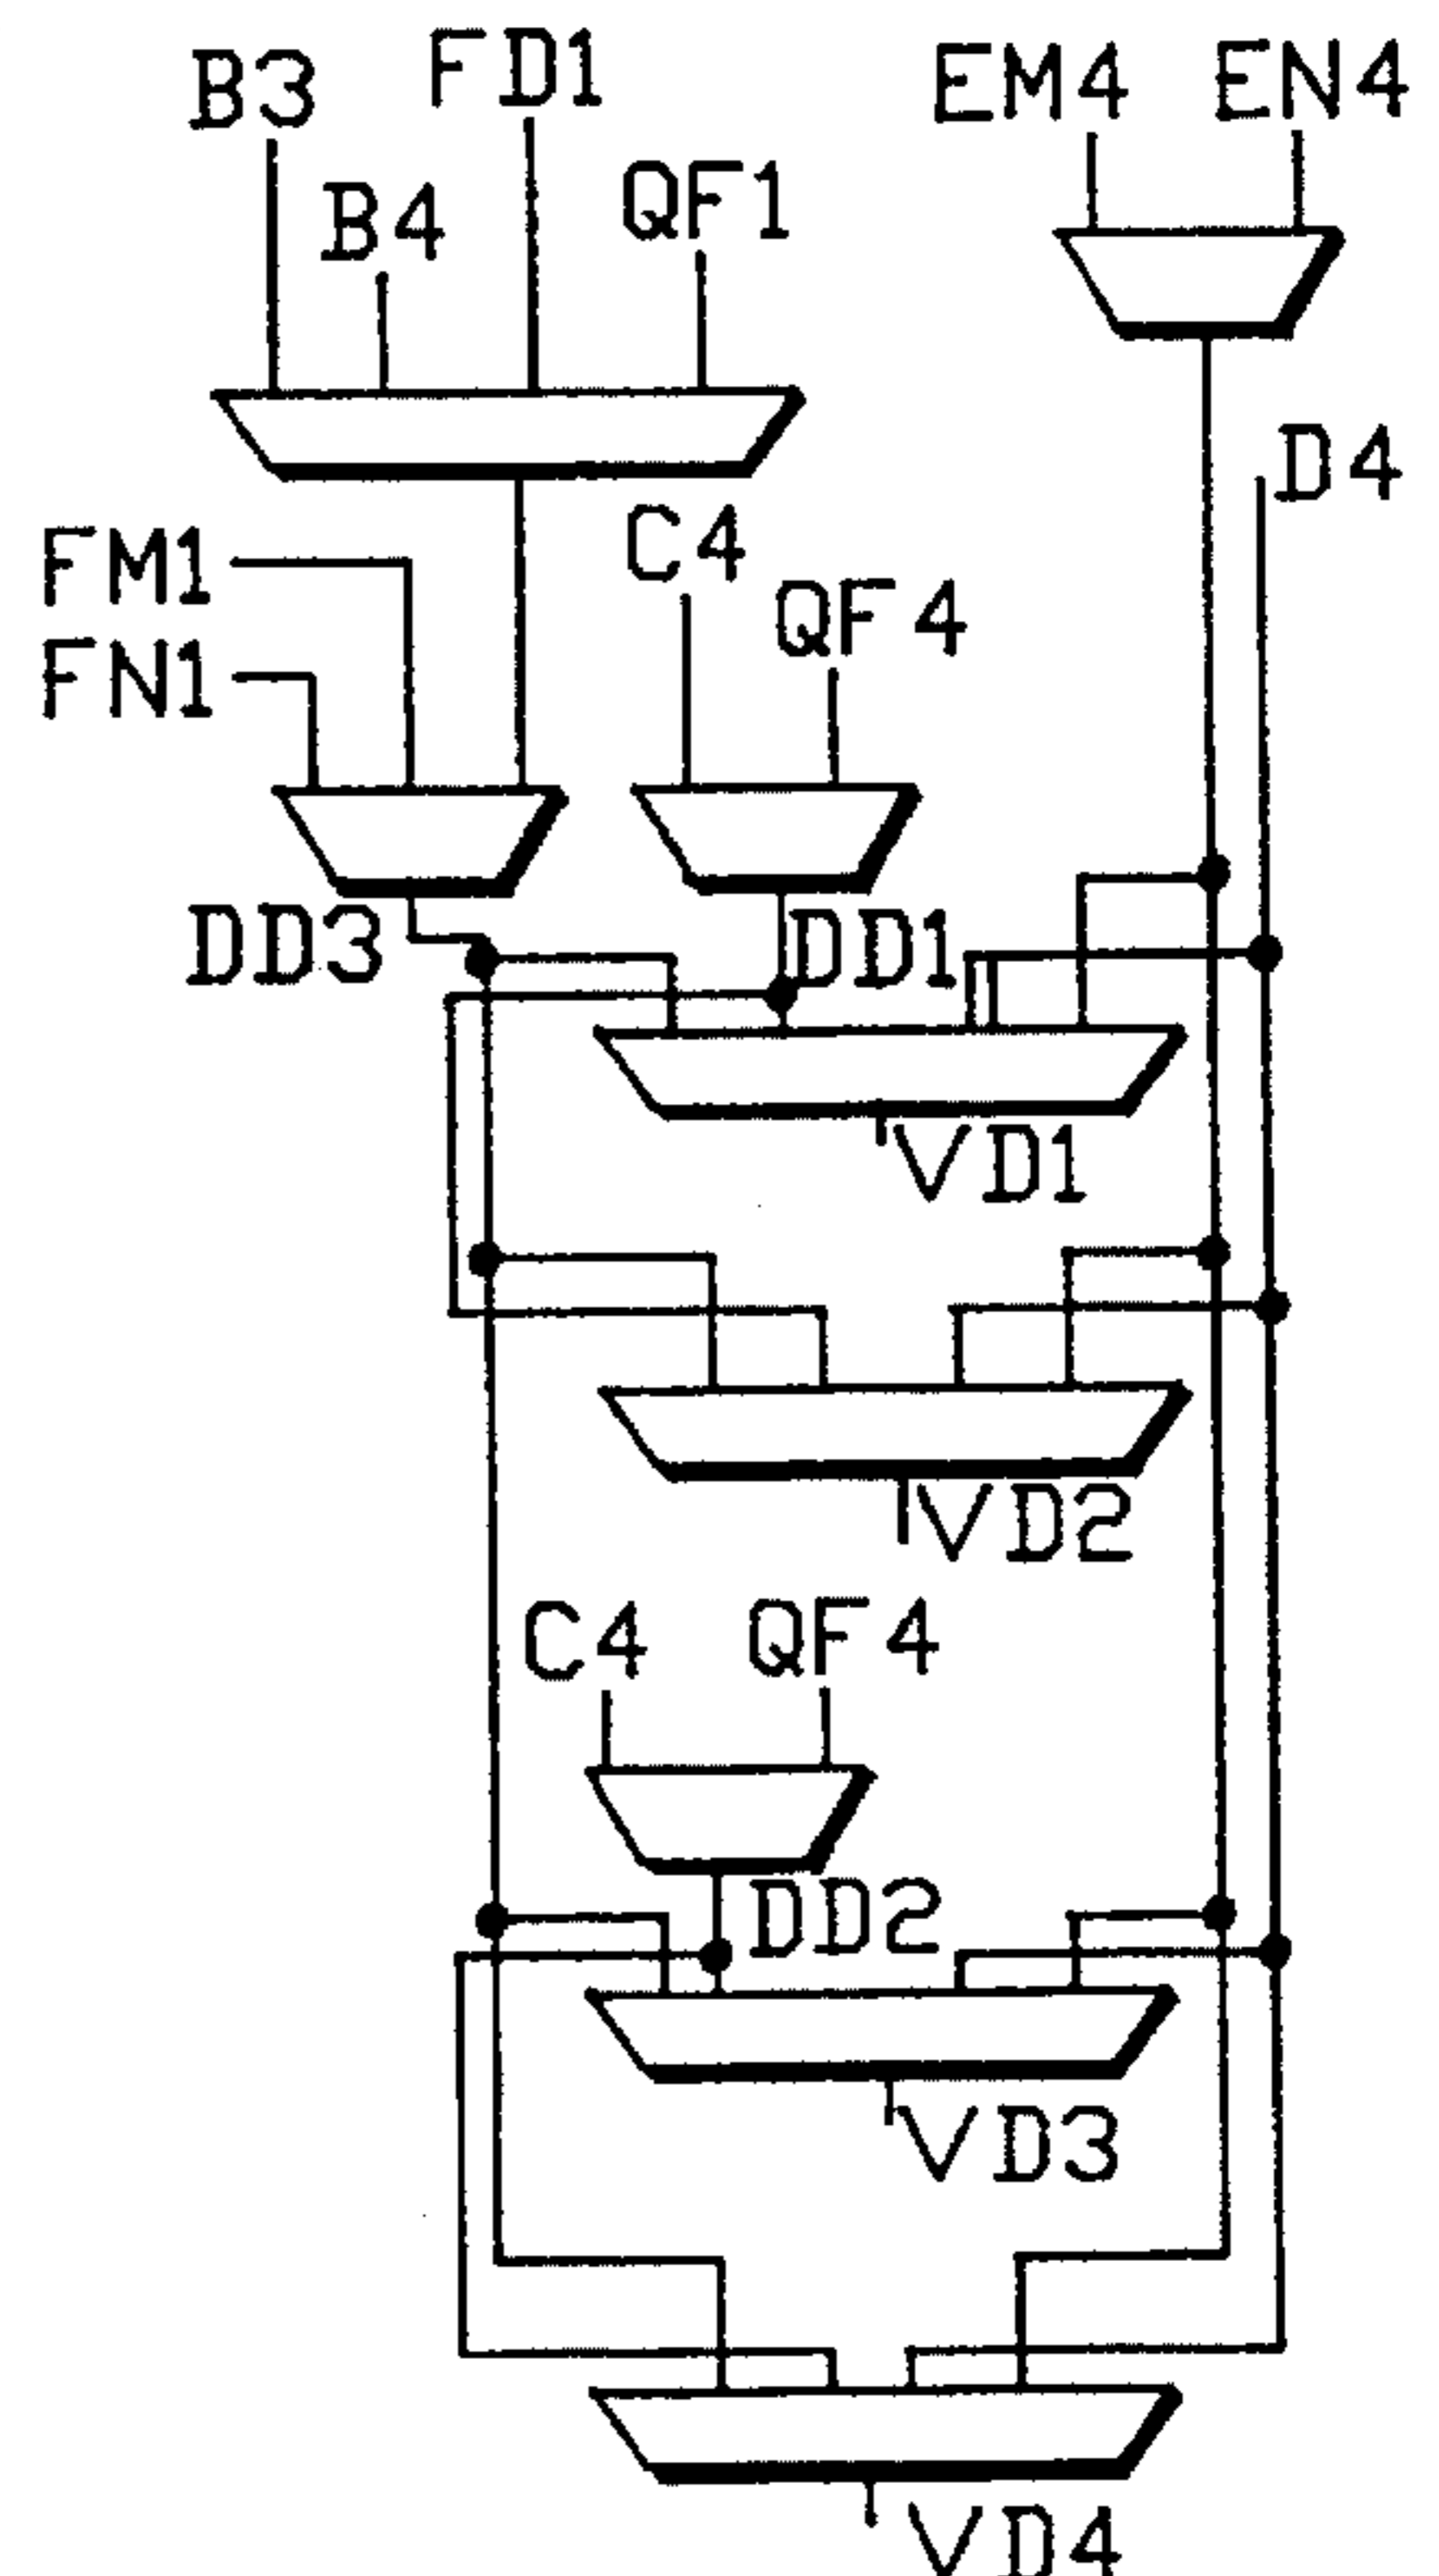 B3 FD1 EM4 EN4
B4 QF1
D4
FM1 C4
FN1 QF4
DD3 DD1
VD1
VD2
C4 QF4
DD2
VD3
VD4